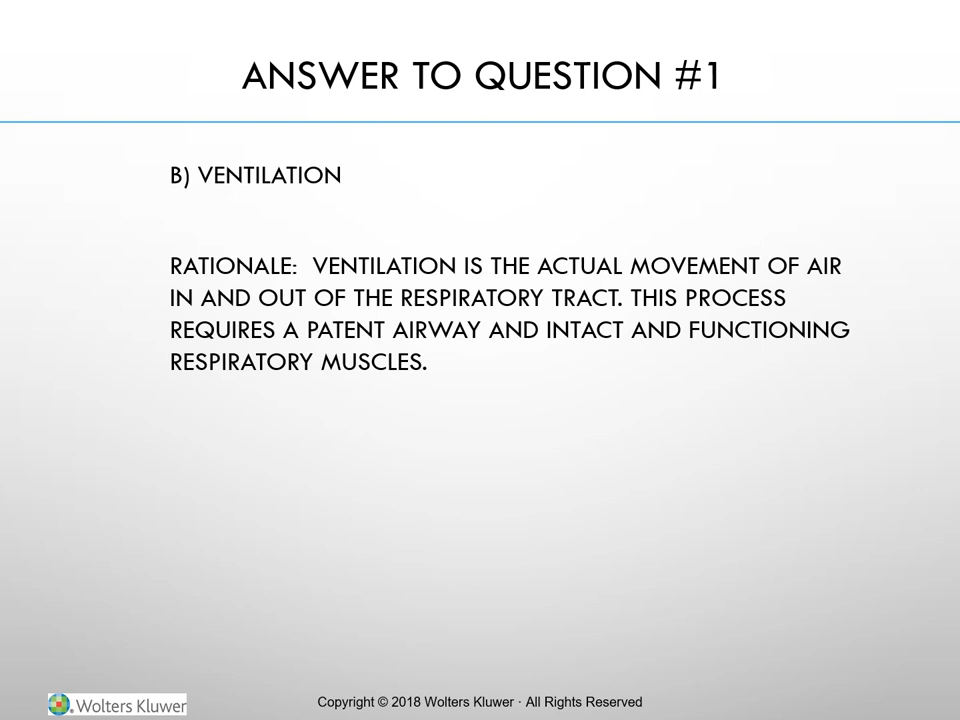 ANSWER TO QUESTION #1
B) VENTILATION
RATIONALE:  VENTILATION IS THE ACTUAL MOVEMENT OF AIR
IN AND OUT OF THE RESPIRATORY TRACT. THIS PROCESS
REQUIRES A PATENT AIRWAY AND INTACT AND FUNCTIONING
RESPIRATORY MUSCLES.
Wolters Kluwer
Copyright © 2018 Wolters Kluwer · All Rights Reserved